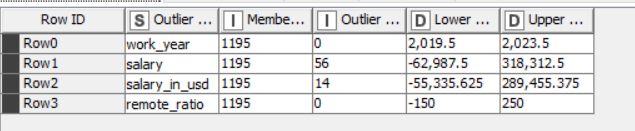 Row ID S Outlier ... I Membe... I Outlier ... D Lower ... D Upper ...
Row0 work_year 1195 0 2,019.5 2,023.5
Row1 salary 1195 56 -62,987.5 318,312.5
Row2 salary_in_usd 1195 14 -55,335.625 289,455.375
Row3 remote_ratio 1195 0 -150 250